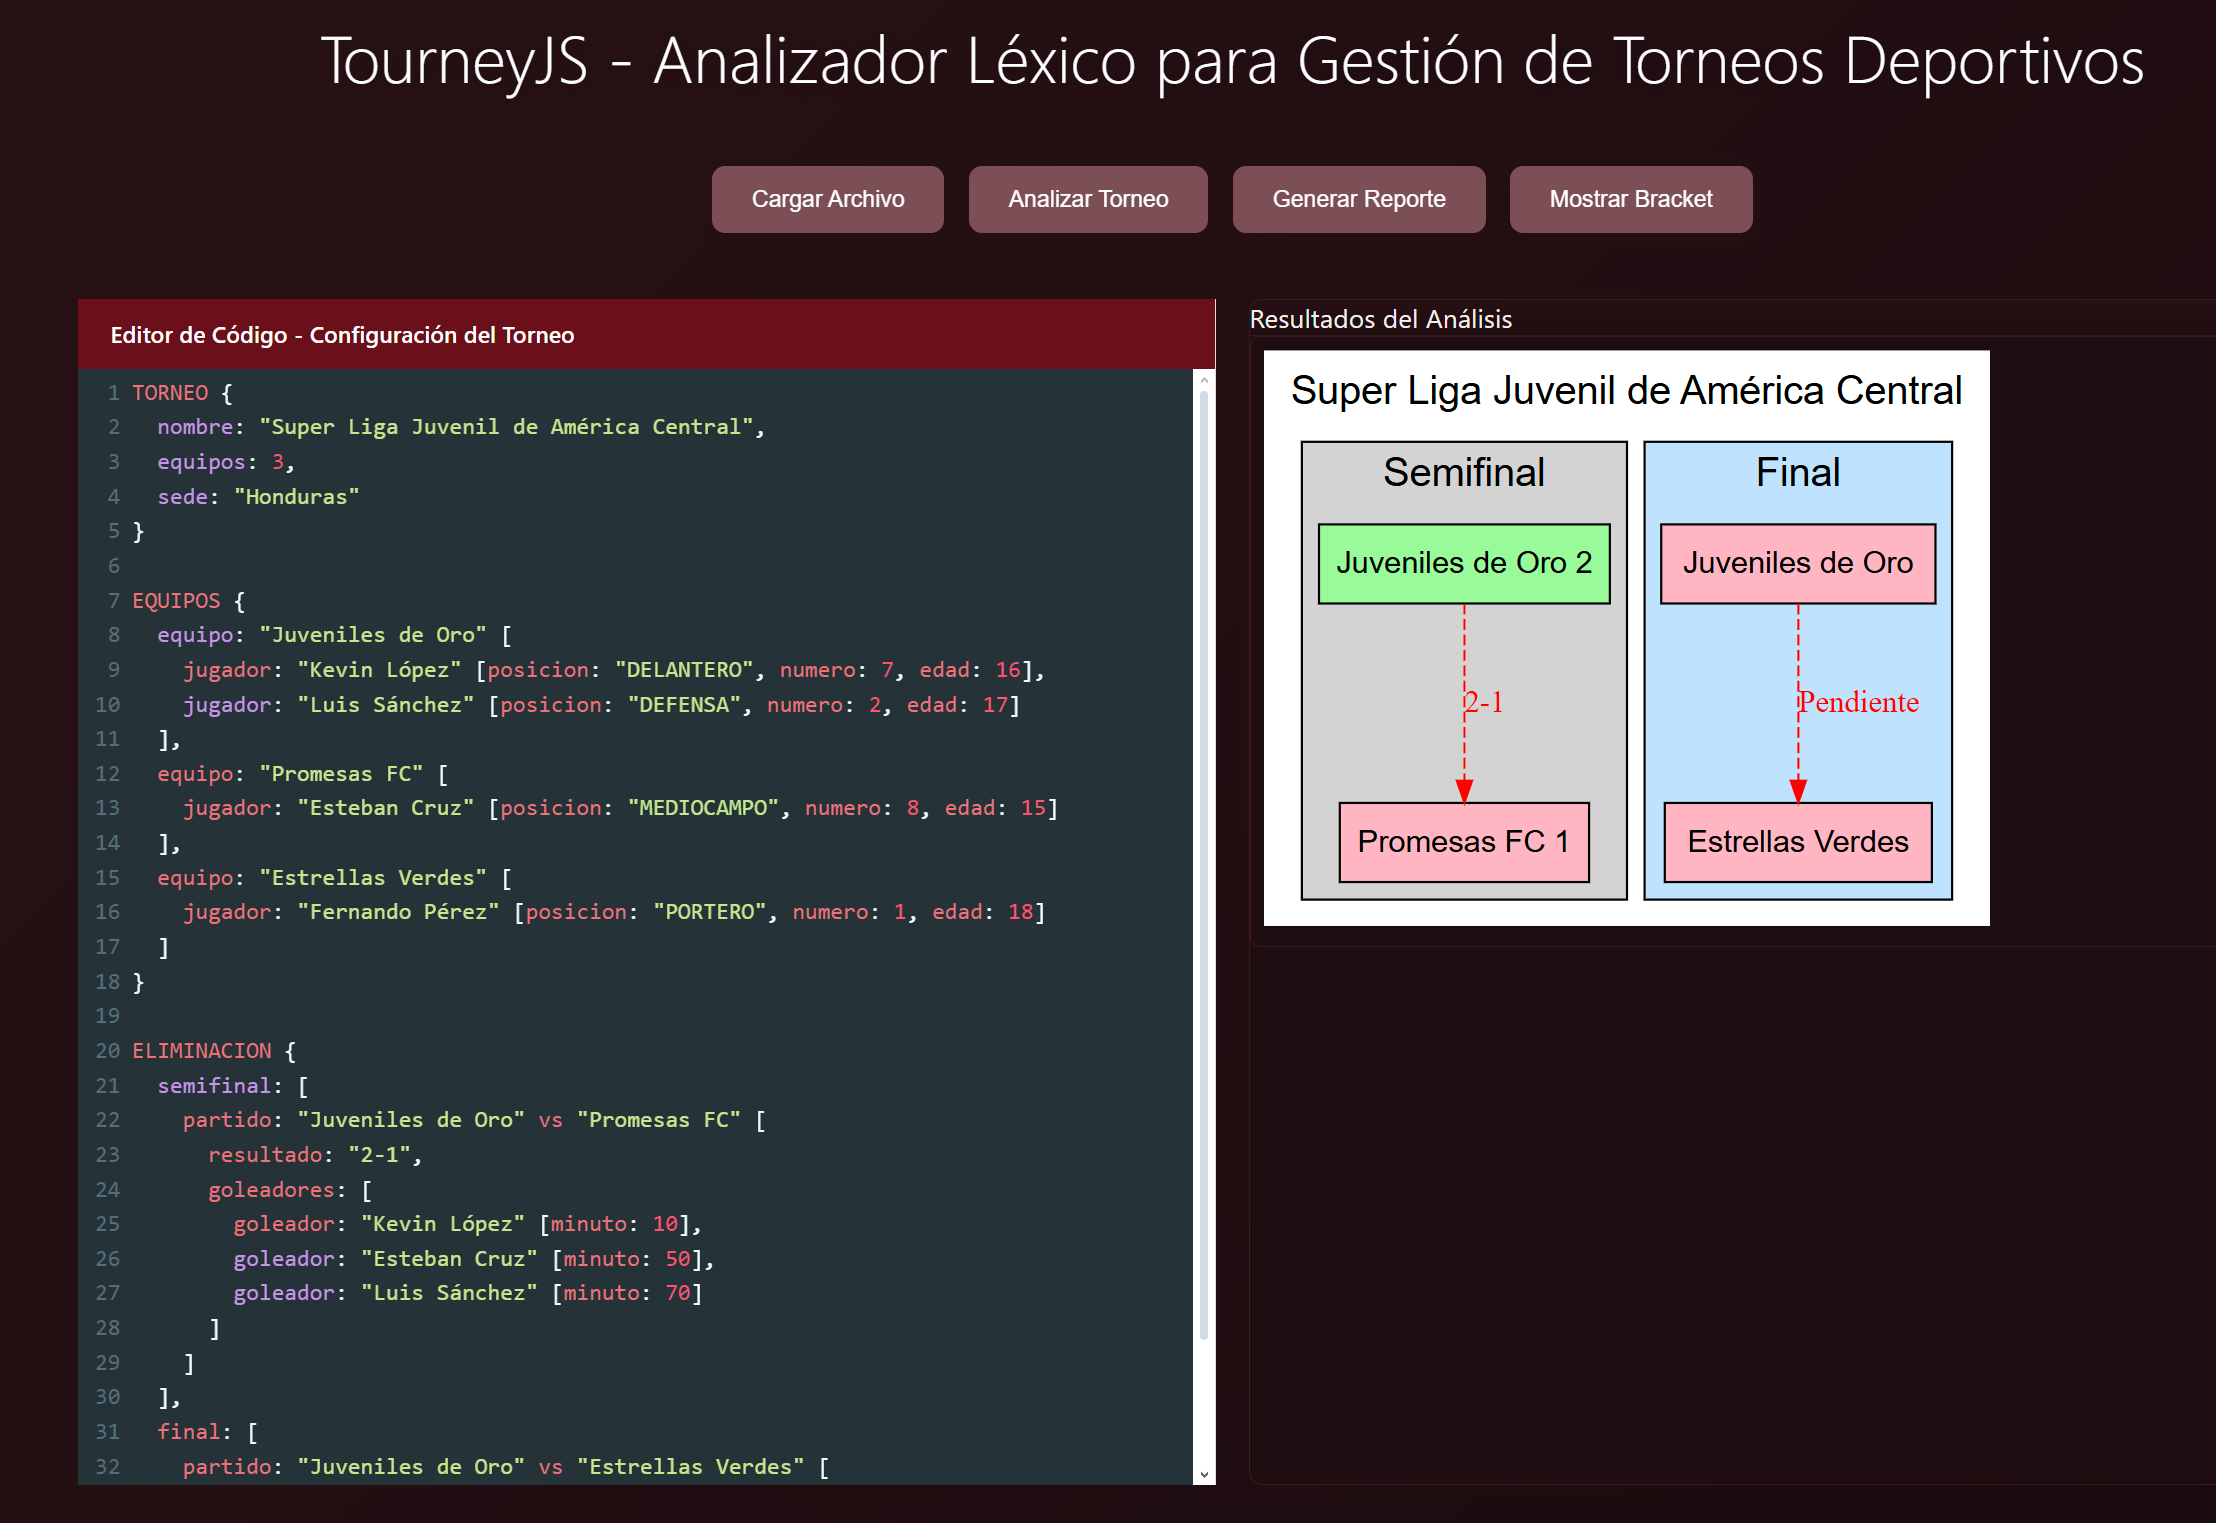 TourneyJS - Analizador Léxico para Gestión de Torneos Deportivos
Cargar Archivo
Analizar Torneo
Generar Reporte
Mostrar Bracket
Editor de Código - Configuración del Torneo
1 TORNEO {
2 nombre: "Super Liga Juvenil de América Central",
3 equipos: 3,
4 sede: "Honduras"
5 }
6
7 EQUIPOS {
8 equipo: "Juveniles de Oro" [
9 jugador: "Kevin López" [posicion: "DELANTERO", numero: 7, edad: 16],
10 jugador: "Luis Sánchez" [posicion: "DEFENSA", numero: 2, edad: 17]
11 ],
12 equipo: "Promesas FC" [
13 jugador: "Esteban Cruz" [posicion: "MEDIOCAMPO", numero: 8, edad: 15]
14 ],
15 equipo: "Estrellas Verdes" [
16 jugador: "Fernando Pérez" [posicion: "PORTERO", numero: 1, edad: 18]
17 ]
18 }
19
20 ELIMINACION {
21 semifinal: [
22 partido: "Juveniles de Oro" vs "Promesas FC" [
23 resultado: "2-1",
24 goleadores: [
25 goleador: "Kevin López" [minuto: 10],
26 goleador: "Esteban Cruz" [minuto: 50],
27 goleador: "Luis Sánchez" [minuto: 70]
28 ]
29 ]
30 ],
31 final: [
32 partido: "Juveniles de Oro" vs "Estrellas Verdes" [
Resultados del Análisis
Super Liga Juvenil de América Central
Semifinal
Juveniles de Oro 2
2-1
Promesas FC 1
Final
Juveniles de Oro
Pendiente
Estrellas Verdes